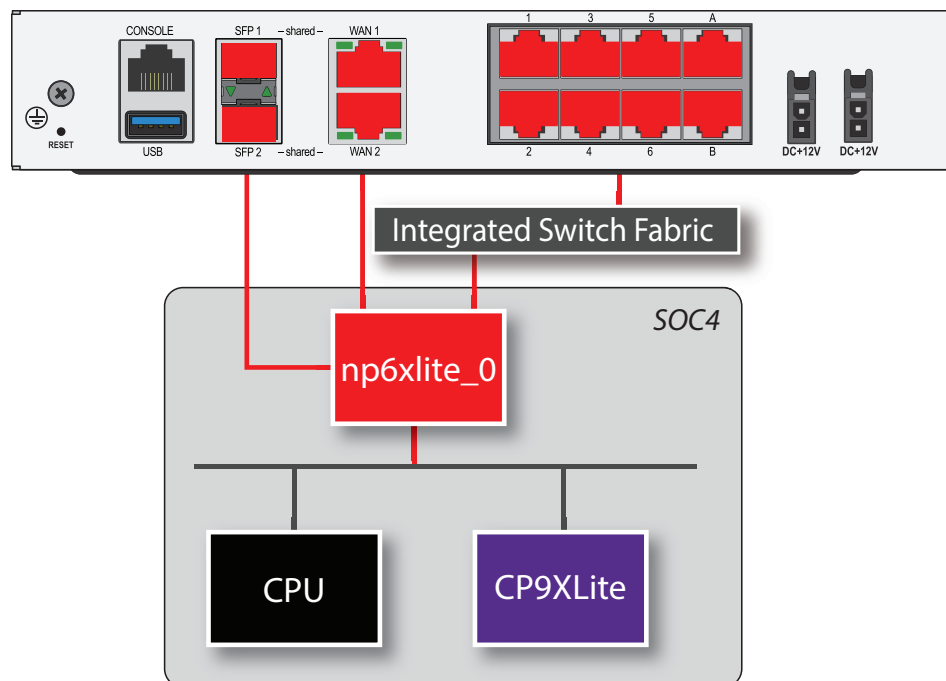 CONSOLE
SFP 1
shared
WAN 1
1 3 5 A
RESET
USB
SFP 2
shared
WAN 2
2 4 6 B
DC+12V DC+12V
Integrated Switch Fabric
SOC4
np6xlite_0
CPU
CP9XLite